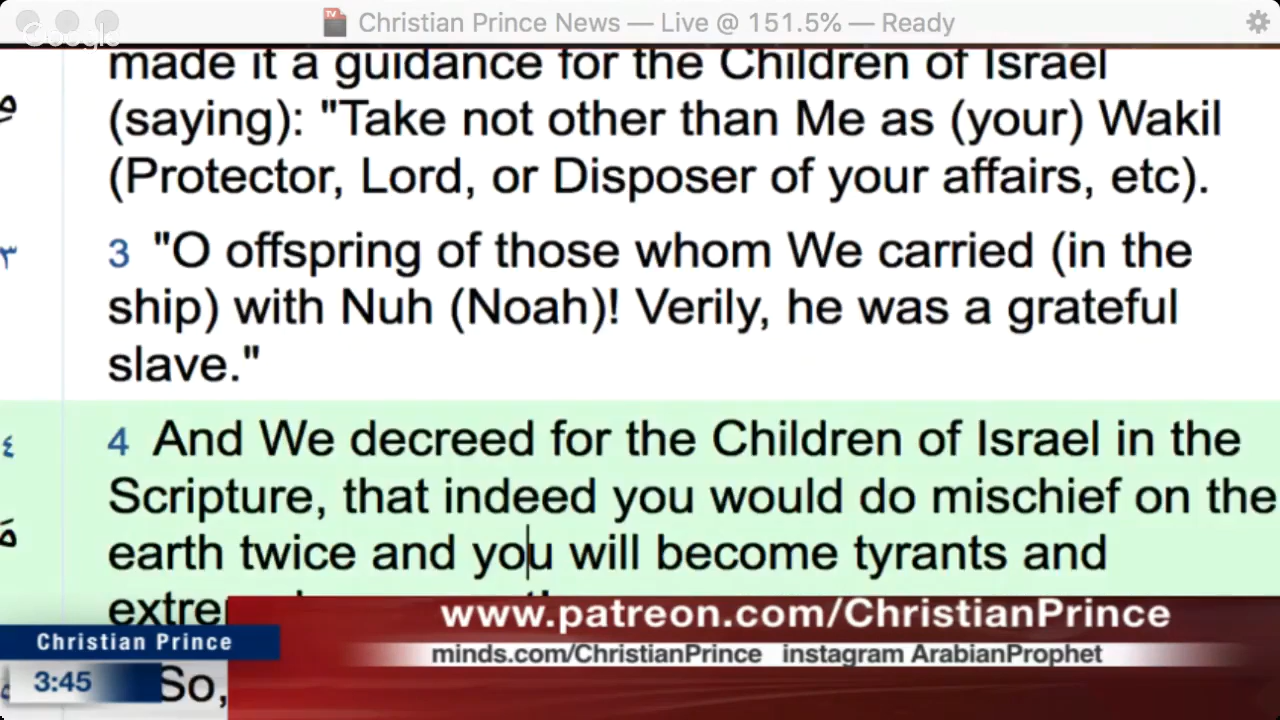 Christian Prince News — Live @ 151.5% — Ready
Google
made it a guidance for the Children of Israel
(saying): "Take not other than Me as (your) Wakil
(Protector, Lord, or Disposer of your affairs, etc).
٣
3 "O offspring of those whom We carried (in the
ship) with Nuh (Noah)! Verily, he was a grateful
slave."
٤
4 And We decreed for the Children of Israel in the
Scripture, that indeed you would do mischief on the
earth twice and you will become tyrants and
www.patreon.com/ChristianPrince
Christian Prince
minds.com/ChristianPrince instagram ArabianProphet
3:45
So,